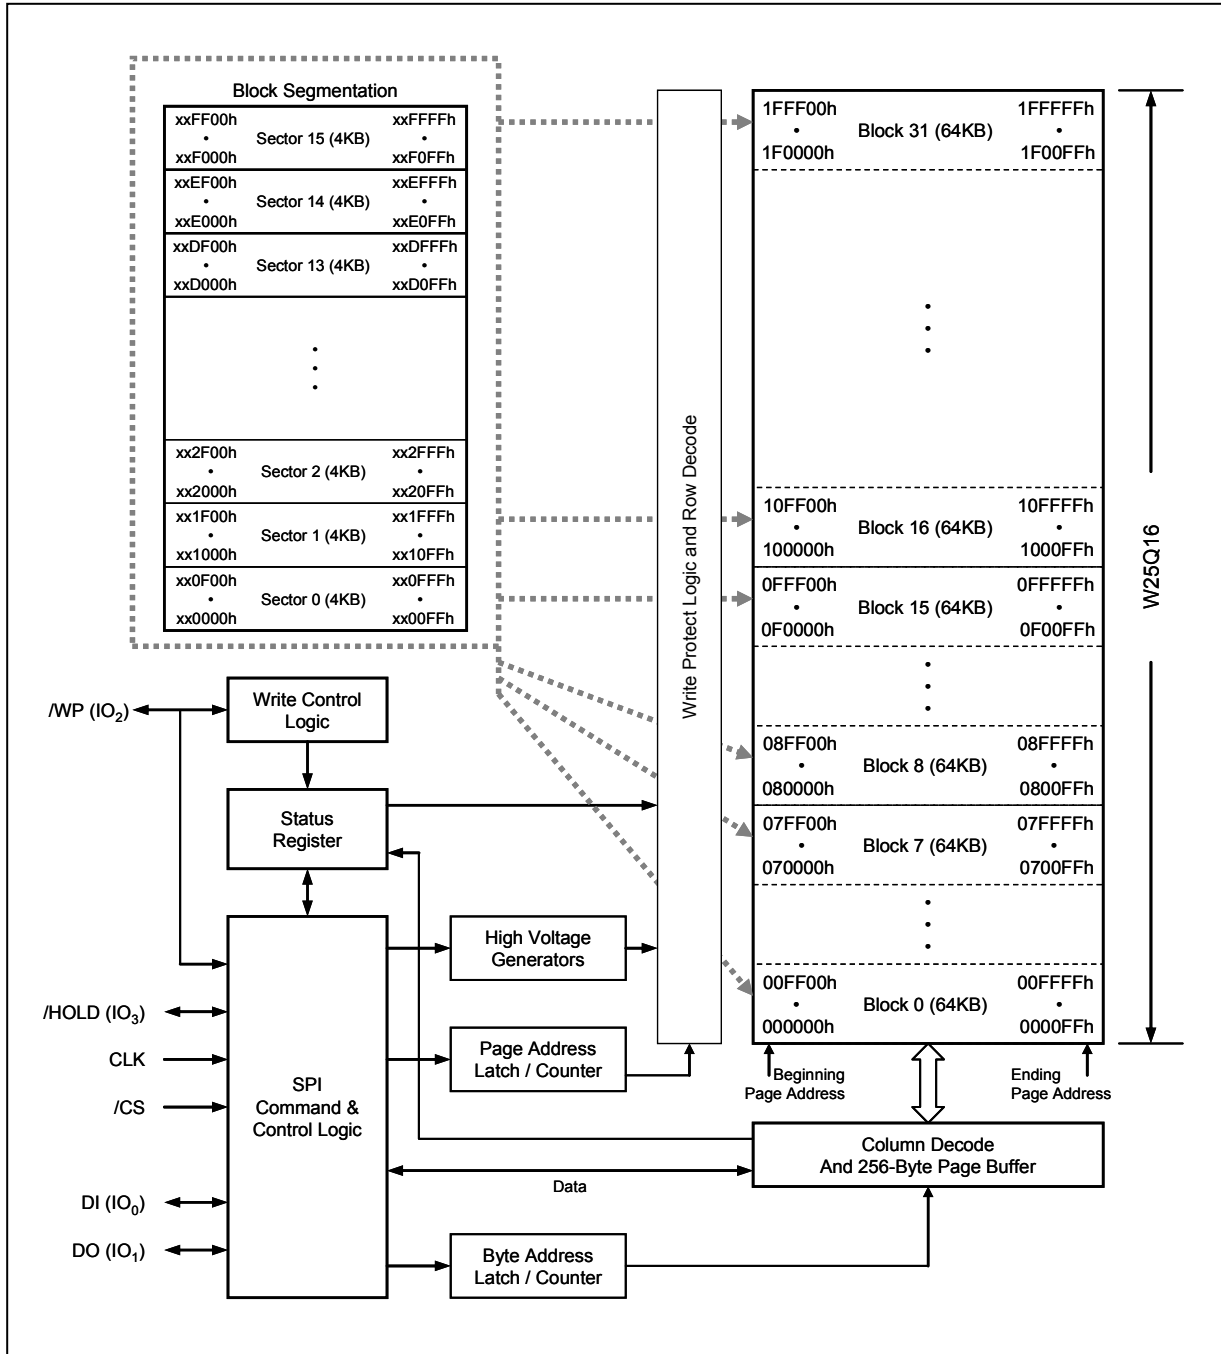 Block Segmentation
xxFF00h xxFFFFh
• Sector 15 (4KB) •
xxF000h xxF0FFh
xxEF00h xxEFFFh
• Sector 14 (4KB) •
xxE000h xxE0FFh
xxDF00h xxDFFFh
• Sector 13 (4KB) •
xxD000h xxD0FFh
xx2F00h xx2FFFh
• Sector 2 (4KB) •
xx2000h xx20FFh
xx1F00h xx1FFFh
• Sector 1 (4KB) •
xx1000h xx10FFh
xx0F00h xx0FFFh
• Sector 0 (4KB) •
xx0000h xx00FFh
Write Protect Logic and Row Decode
1FFF00h 1FFFFFh
• Block 31 (64KB) •
1F0000h 1F00FFh
10FF00h 10FFFFh
• Block 16 (64KB) •
100000h 1000FFh
0FFF00h 0FFFFFh
• Block 15 (64KB) •
0F0000h 0F00FFh
08FF00h 08FFFFh
• Block 8 (64KB) •
080000h 0800FFh
07FF00h 07FFFFh
• Block 7 (64KB) •
070000h 0700FFh
00FF00h 00FFFFh
• Block 0 (64KB) •
000000h 0000FFh
W25Q16
Beginning
Page Address
Ending
Page Address
/WP (IO2)
Write Control
Logic
Status
Register
High Voltage
Generators
/HOLD (IO3)
CLK
/CS
SPI
Command &
Control Logic
Page Address
Latch / Counter
Column Decode
And 256-Byte Page Buffer
Data
DI (IO0)
DO (IO1)
Byte Address
Latch / Counter